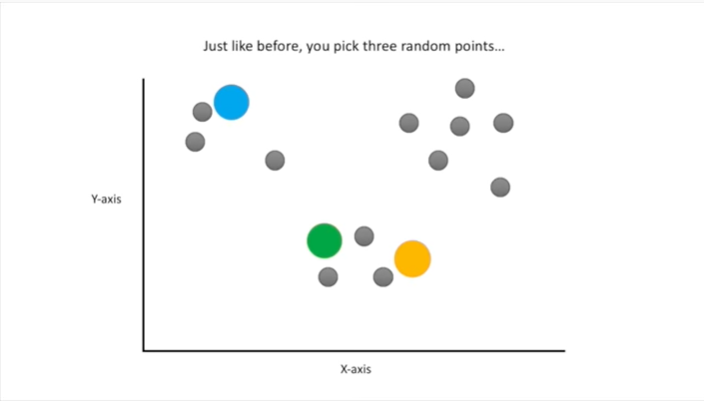 Just like before, you pick three random points...
Y-axis
X-axis